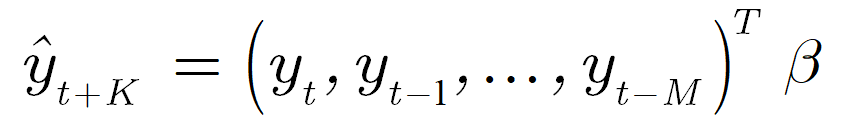 ŷ_{t+K} = (y_t, y_{t−1}, …, y_{t−M})^T β